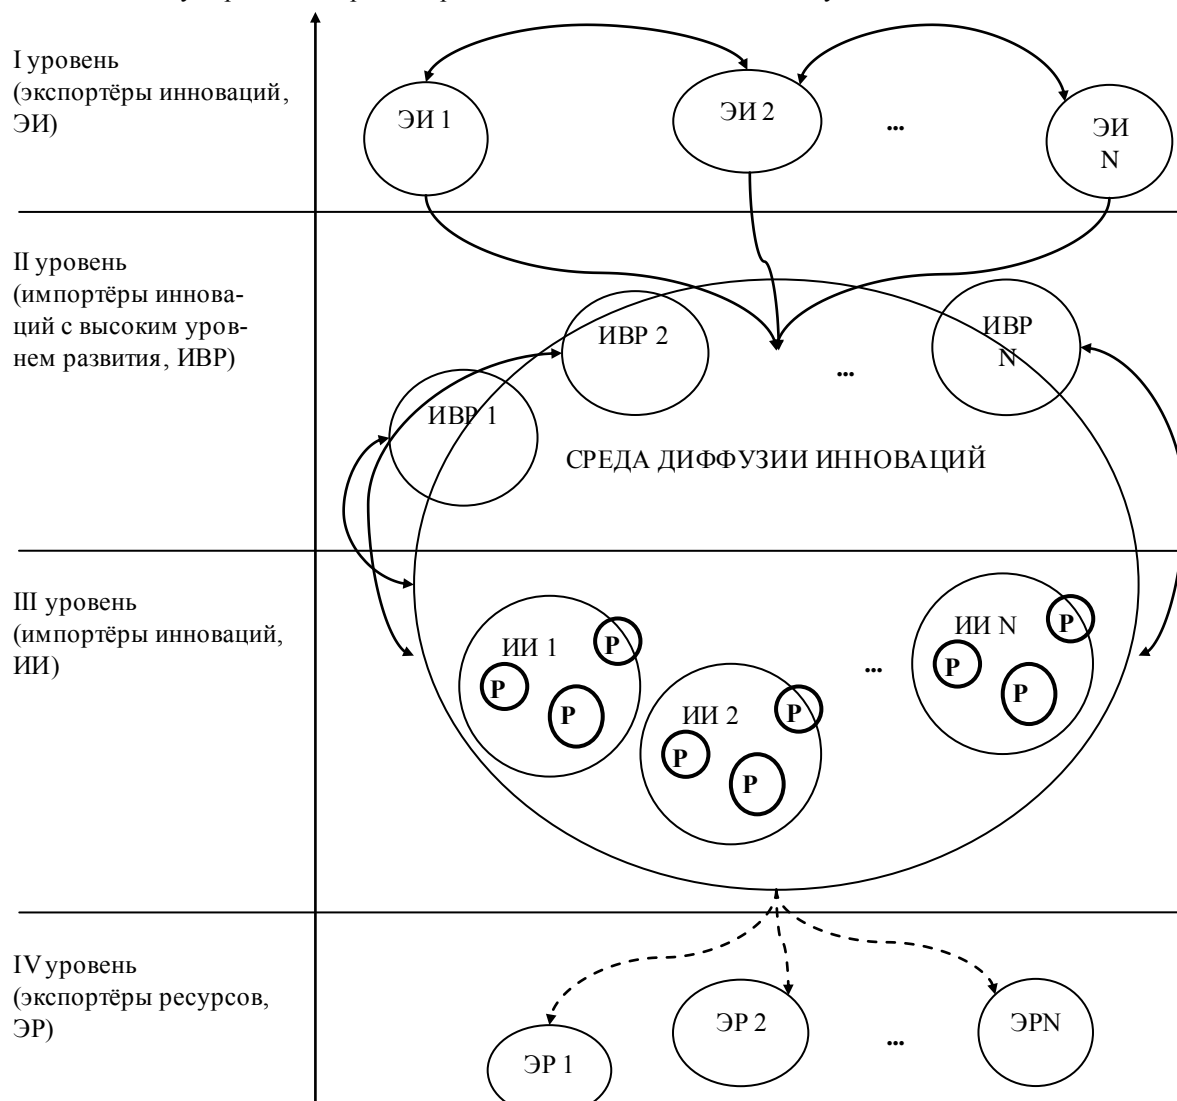 I уровень
(экспортёры инноваций,
ЭИ)
ЭИ 1
ЭИ 2
...
ЭИ
N
II уровень
(импортёры иннова-
ций с высоким уров-
нем развития, ИВР)
ИВР 1
ИВР 2
...
ИВР
N
СРЕДА ДИФФУЗИИ ИННОВАЦИЙ
III уровень
(импортёры инноваций,
ИИ)
ИИ 1
Р
Р
Р
ИИ 2
Р
Р
Р
...
ИИ N
Р
Р
Р
IV уровень
(экспортёры ресурсов,
ЭР)
ЭР 1
ЭР 2
...
ЭРN